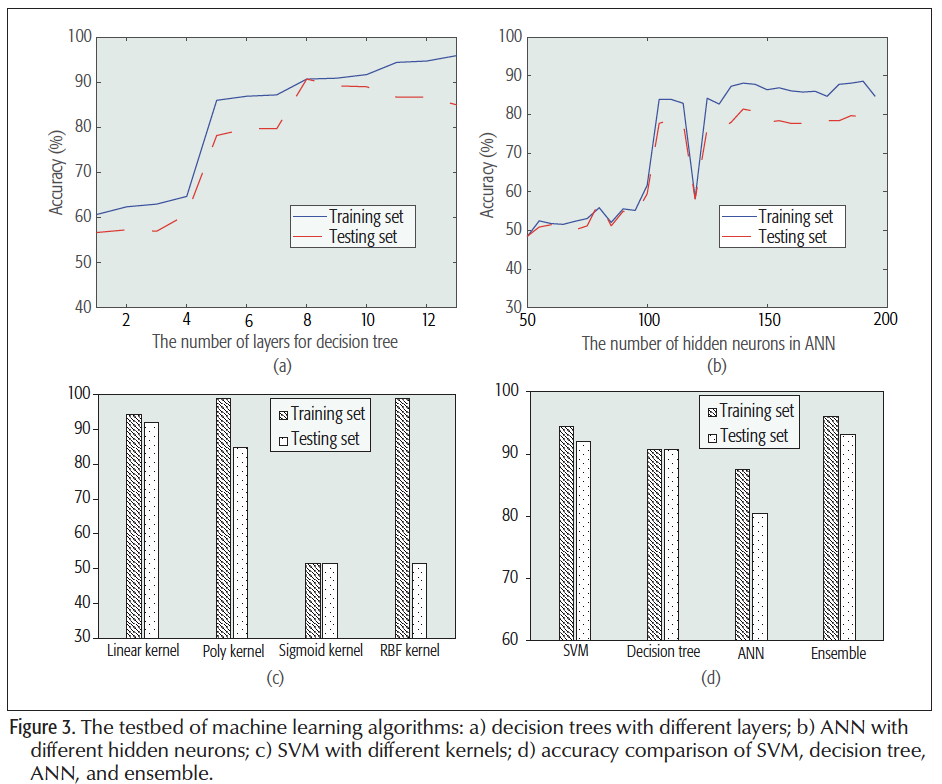 100
90
80
70
60
50
40
Accuracy (%)
Training set
Testing set
2
4
6
8
10
12
The number of layers for decision tree
(a)
100
90
80
70
60
50
40
30
Accuracy (%)
Training set
Testing set
50
100
150
200
The number of hidden neurons in ANN
(b)
100
90
80
70
60
50
40
30
Training set
Testing set
Linear kernel
Poly kernel
Sigmoid kernel
RBF kernel
(c)
100
90
80
70
60
Training set
Testing set
SVM
Decision tree
ANN
Ensemble
(d)
Figure 3. The testbed of machine learning algorithms: a) decision trees with different layers; b) ANN with
different hidden neurons; c) SVM with different kernels; d) accuracy comparison of SVM, decision tree,
ANN, and ensemble.